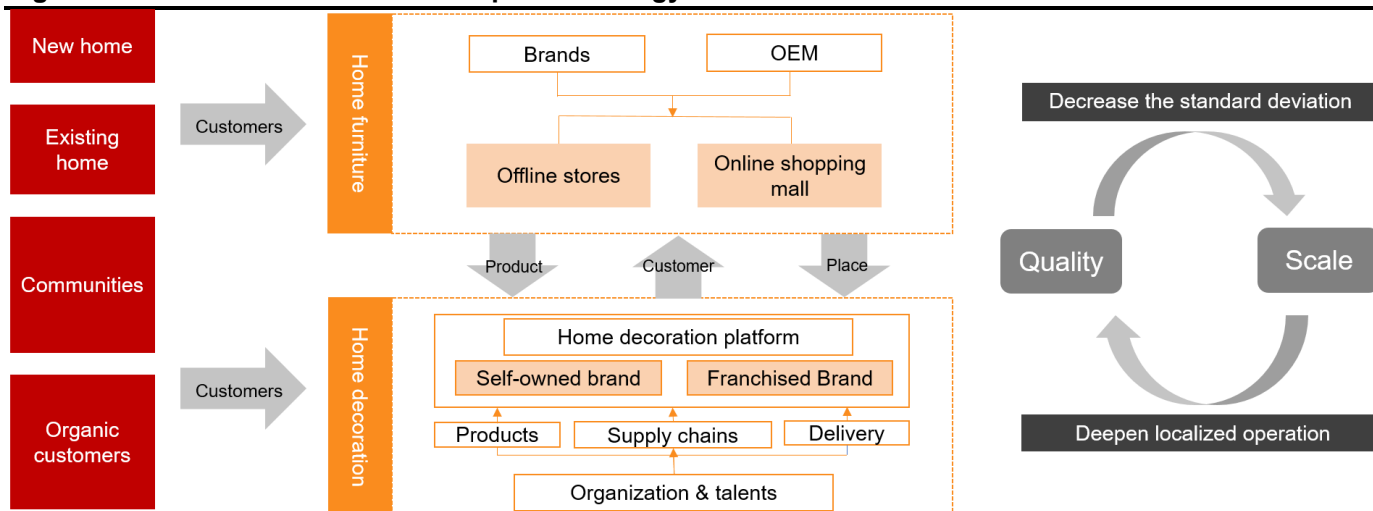 New home
Existing
home
Communities
Organic
customers
Customers
Customers
Home furniture
Brands
OEM
Offline stores
Online shopping
mall
Product
Customer
Place
Home decoration
Home decoration platform
Self-owned brand
Franchised Brand
Products
Supply chains
Delivery
Organization & talents
Decrease the standard deviation
Quality
Scale
Deepen localized operation